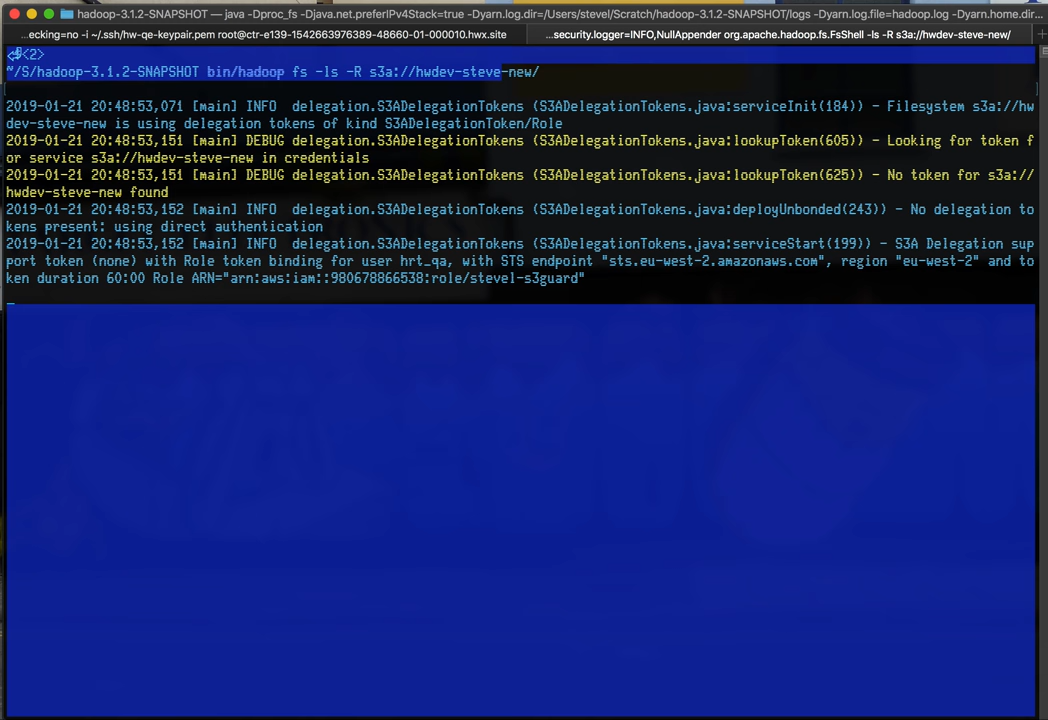 hadoop-3.1.2-SNAPSHOT — java -Dproc_fs -Djava.net.preferIPv4Stack=true -Dyarn.log.dir=/Users/stevel/Scratch/hadoop-3.1.2-SNAPSHOT/logs -Dyarn.log.file=hadoop.log -Dyarn.home.dir...
...ecking=no -i ~/.ssh/hw-qe-keypair.pem root@ctr-e139-1542663976389-48660-01-000010.hwx.site
...security.logger=INFO,NullAppender org.apache.hadoop.fs.FsShell -ls -R s3a://hwdev-steve-new/
<2>
~/S/hadoop-3.1.2-SNAPSHOT bin/hadoop fs -ls -R s3a://hwdev-steve-new/
2019-01-21 20:48:53,071 [main] INFO  delegation.S3ADelegationTokens (S3ADelegationTokens.java:serviceInit(184)) - Filesystem s3a://hw
dev-steve-new is using delegation tokens of kind S3ADelegationToken/Role
2019-01-21 20:48:53,151 [main] DEBUG delegation.S3ADelegationTokens (S3ADelegationTokens.java:lookupToken(605)) - Looking for token f
or service s3a://hwdev-steve-new in credentials
2019-01-21 20:48:53,151 [main] DEBUG delegation.S3ADelegationTokens (S3ADelegationTokens.java:lookupToken(625)) - No token for s3a://
hwdev-steve-new found
2019-01-21 20:48:53,152 [main] INFO  delegation.S3ADelegationTokens (S3ADelegationTokens.java:deployUnbonded(243)) - No delegation to
kens present: using direct authentication
2019-01-21 20:48:53,152 [main] INFO  delegation.S3ADelegationTokens (S3ADelegationTokens.java:serviceStart(199)) - S3A Delegation sup
port token (none) with Role token binding for user hrt_qa, with STS endpoint "sts.eu-west-2.amazonaws.com", region "eu-west-2" and to
ken duration 60:00 Role ARN="arn:aws:iam::980678866538:role/stevel-s3guard"